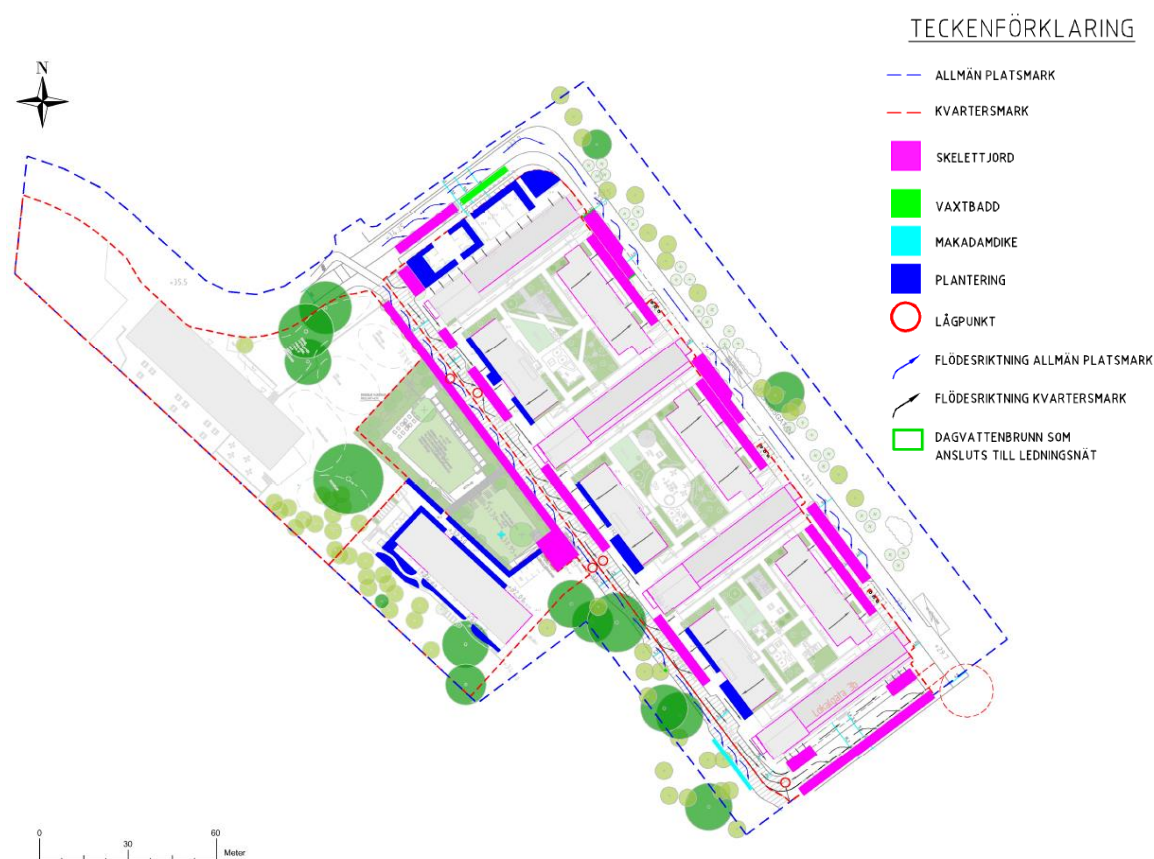 TECKENFÖRKLARING
N
ALLMÄN PLATSMARK
KVARTERSMARK
SKELETTJORD
VAXTBADD
MAKADAMDIKE
PLANTERING
LÅGPUNKT
FLÖDESRIKTNING ALLMÄN PLATSMARK
FLÖDESRIKTNING KVARTERSMARK
DAGVATTENBRUNN SOM
ANSLUTS TILL LEDNINGSNÄT
+35.5
Lokalgata
0 30 60
Meter